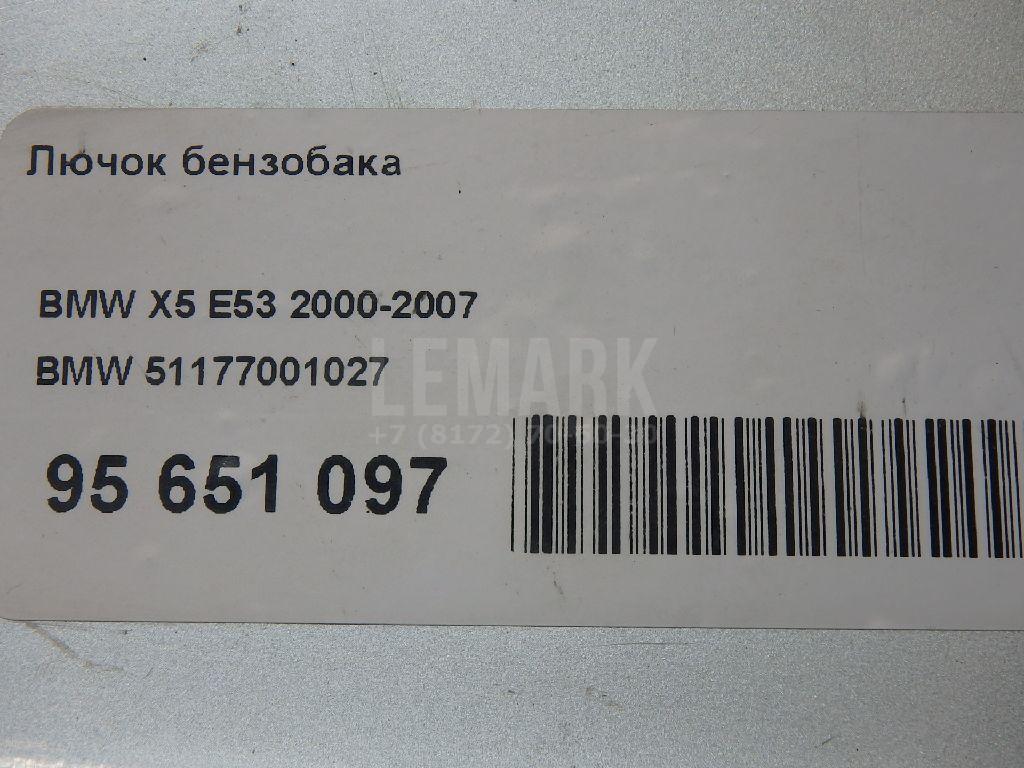 Лючок бензобака
BMW X5 E53 2000-2007
BMW 51177001027
LEMARK
95 651 097